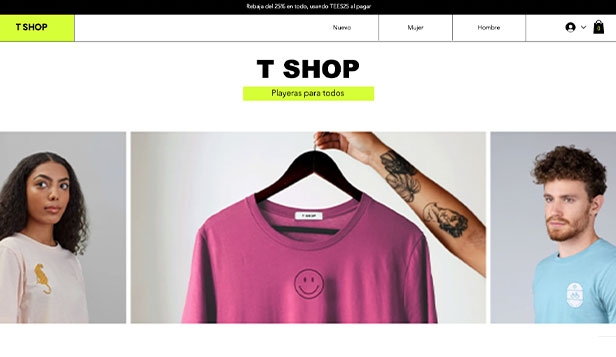 Rebaja del 25% en todo, usando TEES25 al pagar
T SHOP
Nuevo
Mujer
Hombre
0
T SHOP
Playeras para todos
T SHOP